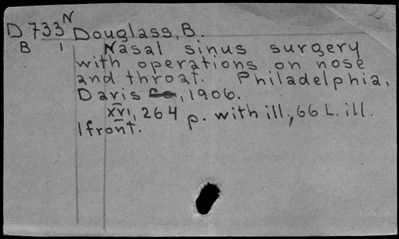 D 733 N Douglass, B.
B 1 Nasal sinus surgery
with operations on nose
and throat. Philadelphia,
Davis Co, 1906.
XVI, 264 p. with ill., 66 L. ill.
1 front.